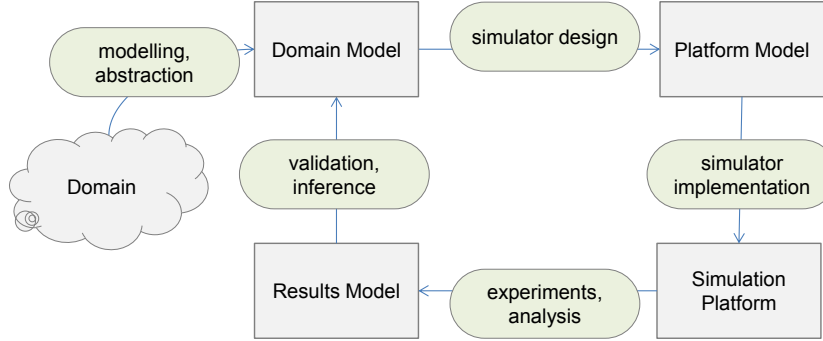 modelling,
abstraction
Domain Model
simulator design
Platform Model
Domain
validation,
inference
simulator
implementation
Results Model
experiments,
analysis
Simulation
Platform